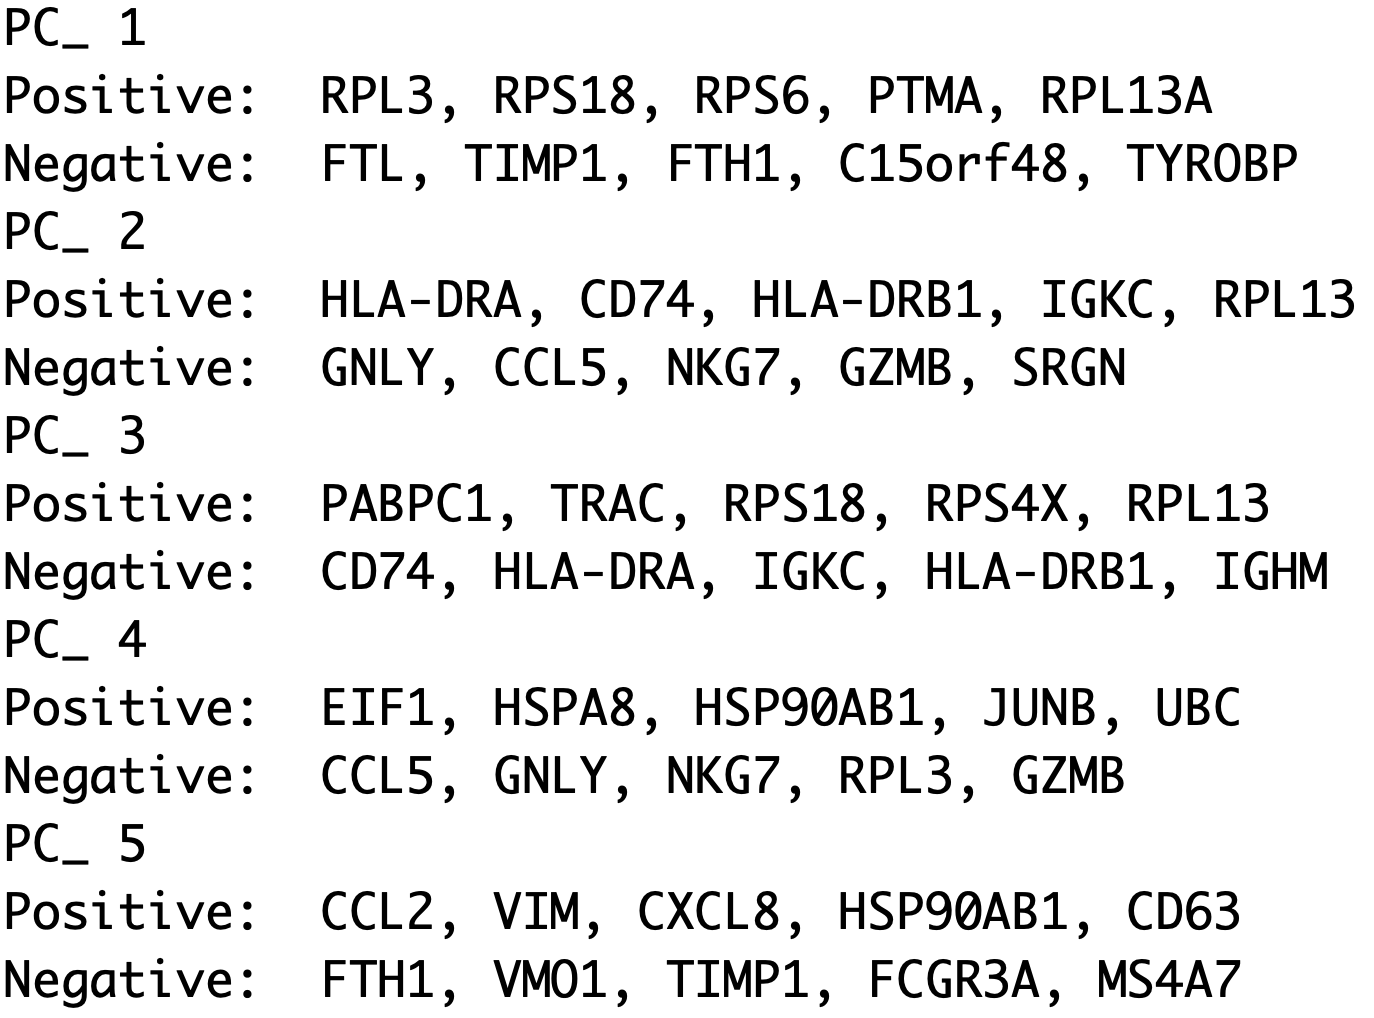 PC_ 1
Positive:  RPL3, RPS18, RPS6, PTMA, RPL13A
Negative:  FTL, TIMP1, FTH1, C15orf48, TYROBP
PC_ 2
Positive:  HLA-DRA, CD74, HLA-DRB1, IGKC, RPL13
Negative:  GNLY, CCL5, NKG7, GZMB, SRGN
PC_ 3
Positive:  PABPC1, TRAC, RPS18, RPS4X, RPL13
Negative:  CD74, HLA-DRA, IGKC, HLA-DRB1, IGHM
PC_ 4
Positive:  EIF1, HSPA8, HSP90AB1, JUNB, UBC
Negative:  CCL5, GNLY, NKG7, RPL3, GZMB
PC_ 5
Positive:  CCL2, VIM, CXCL8, HSP90AB1, CD63
Negative:  FTH1, VMO1, TIMP1, FCGR3A, MS4A7